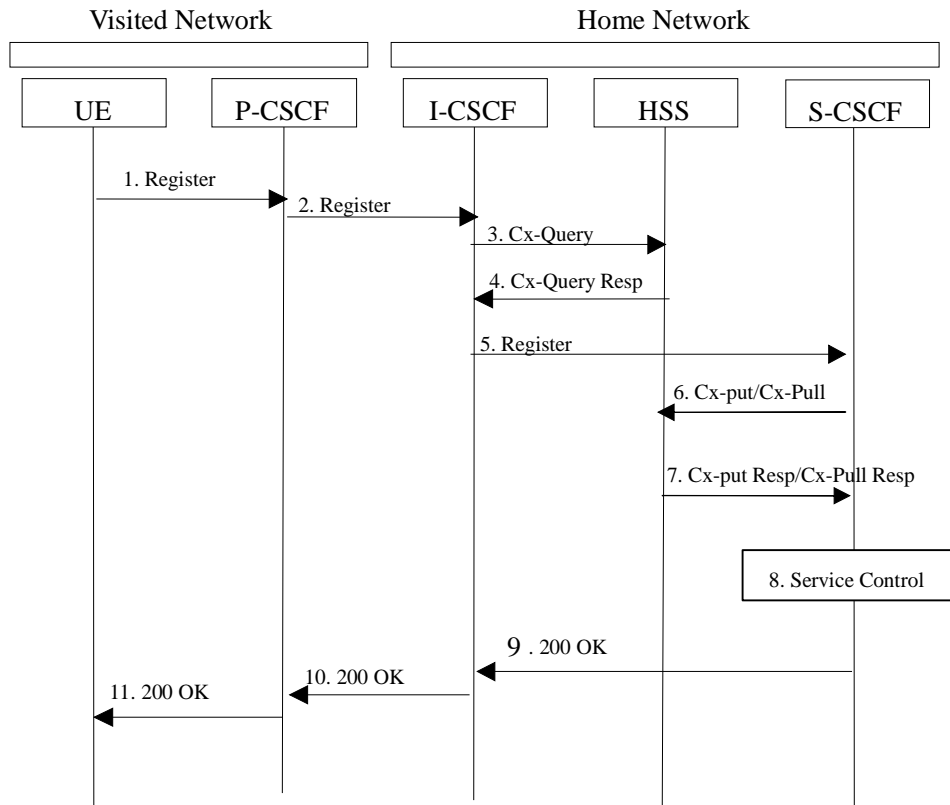 Visited Network
Home Network
UE
P-CSCF
I-CSCF
HSS
S-CSCF
1. Register
2. Register
3. Cx-Query
4. Cx-Query Resp
5. Register
6. Cx-put/Cx-Pull
7. Cx-put Resp/Cx-Pull Resp
8. Service Control
9 . 200 OK
10. 200 OK
11. 200 OK